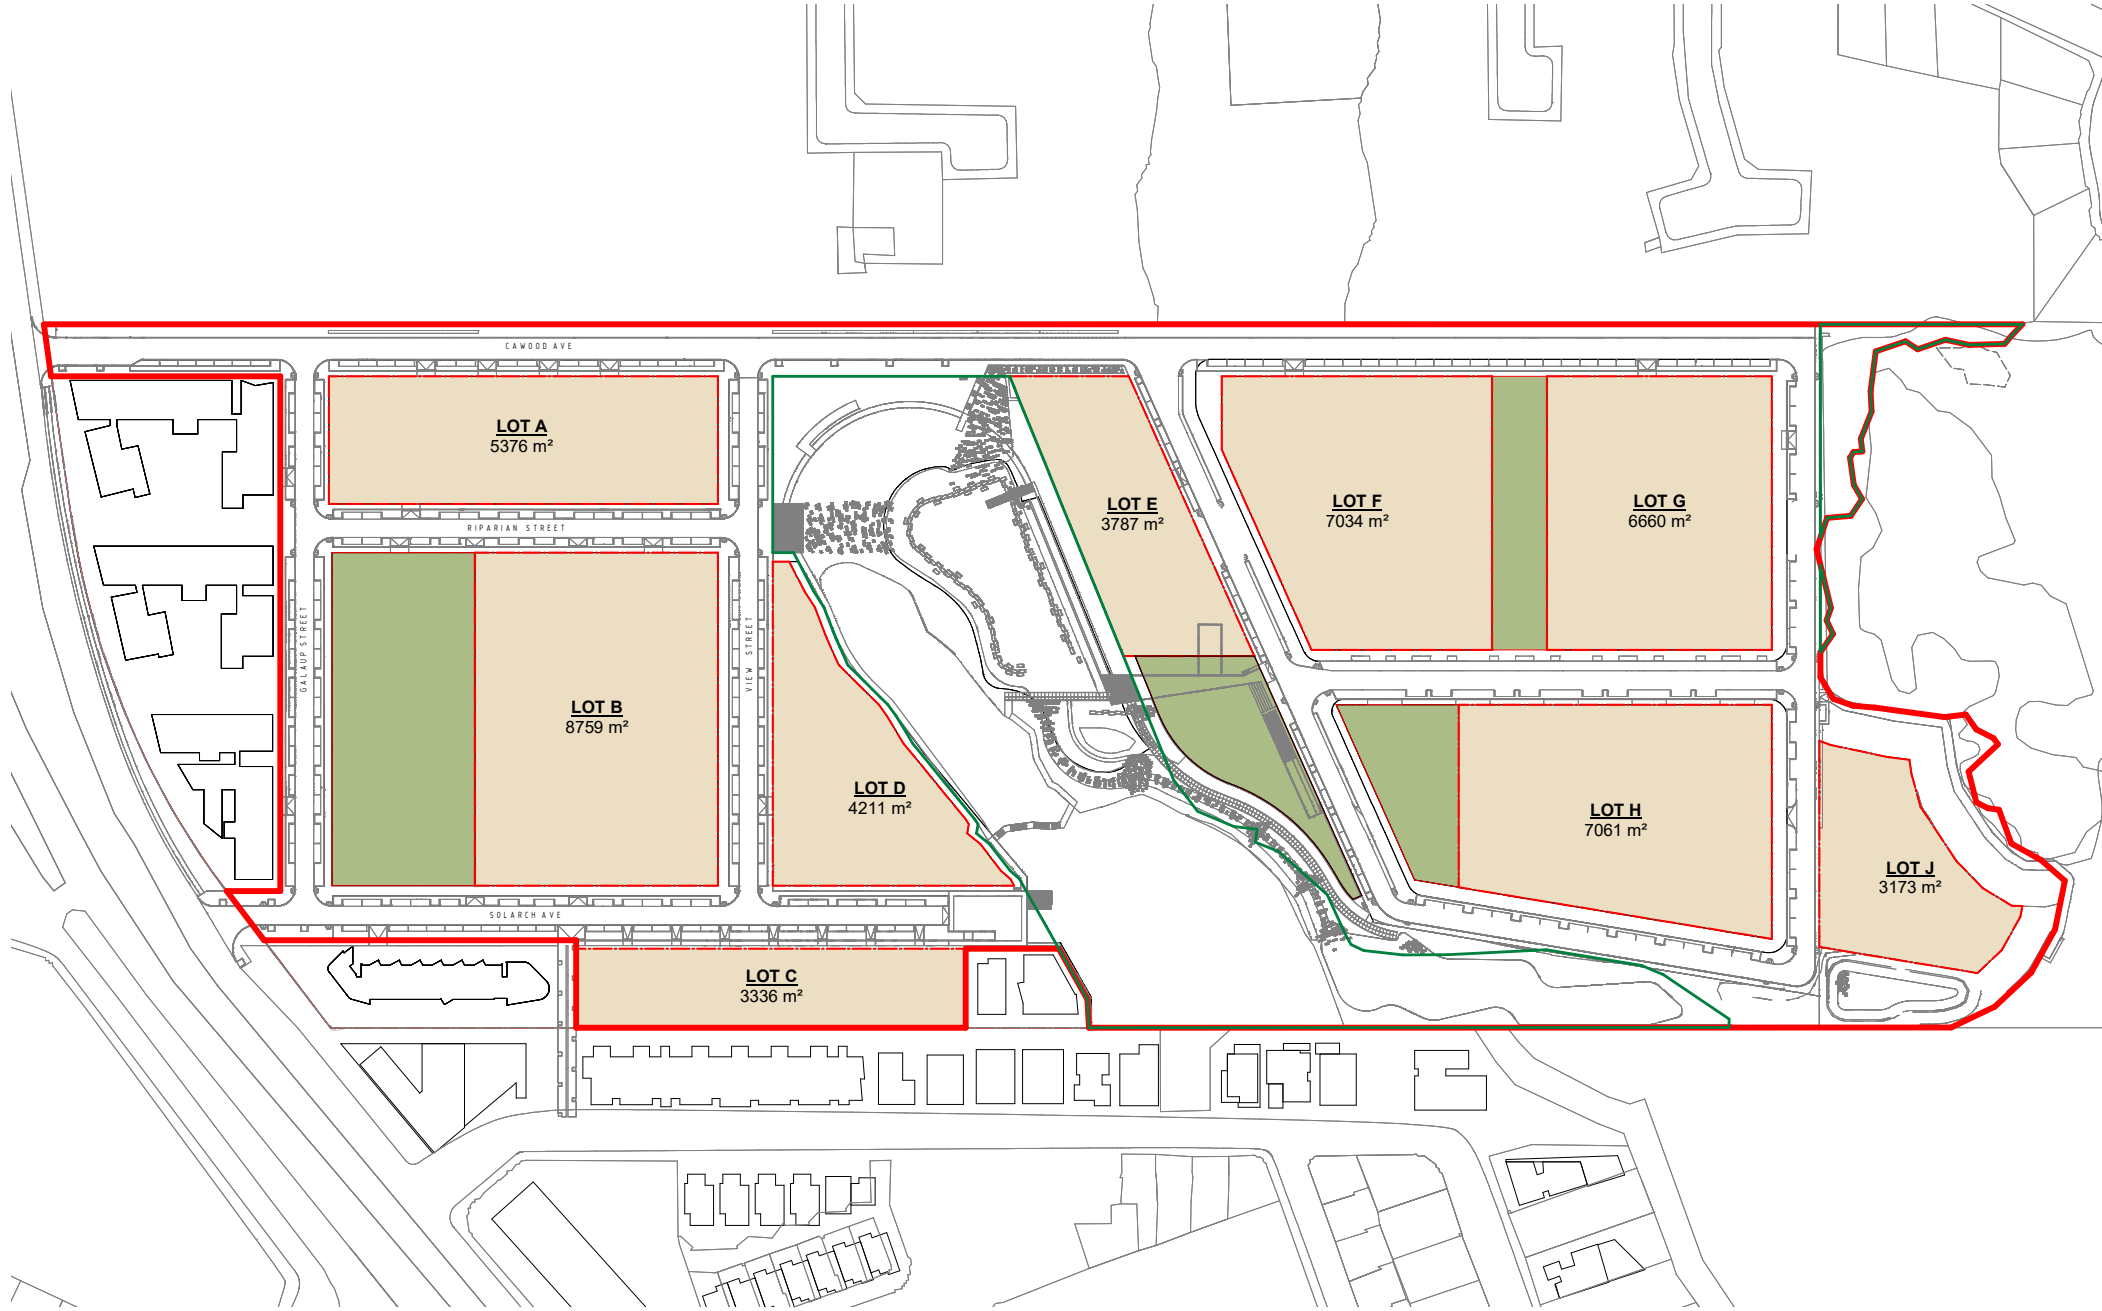 CAWOOD AVE
LOT A
5376 m²
RIPARIAN STREET
LOT E
3787 m²
LOT F
7034 m²
LOT G
6660 m²
GALAUP STREET
VIEW STREET
LOT B
8759 m²
LOT D
4211 m²
LOT H
7061 m²
LOT J
3173 m²
SOLARCH AVE
LOT C
3336 m²